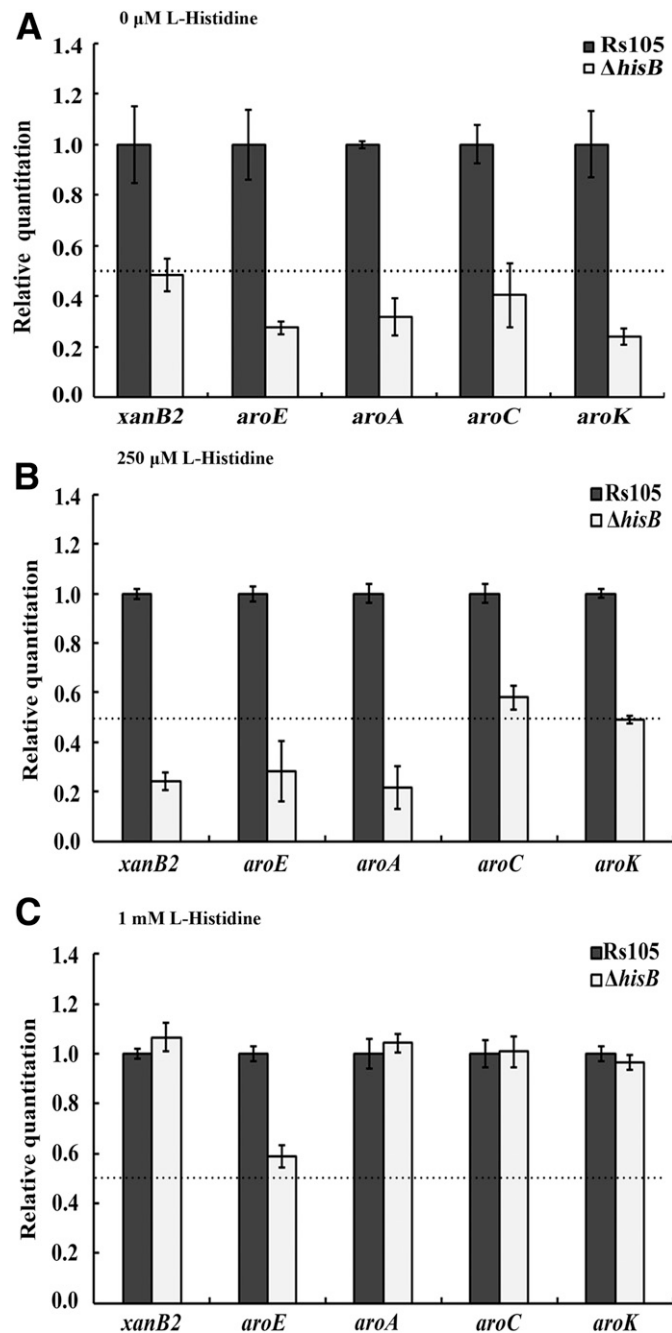 A
0 μM L-Histidine
Relative quantitation
1.4
1.2
1.0
0.8
0.6
0.4
0.2
0.0
Rs105
ΔhisB
xanB2 aroE aroA aroC aroK
B
250 μM L-Histidine
Relative quantitation
1.4
1.2
1.0
0.8
0.6
0.4
0.2
0.0
Rs105
ΔhisB
xanB2 aroE aroA aroC aroK
C
1 mM L-Histidine
Relative quantitation
1.4
1.2
1.0
0.8
0.6
0.4
0.2
0.0
Rs105
ΔhisB
xanB2 aroE aroA aroC aroK